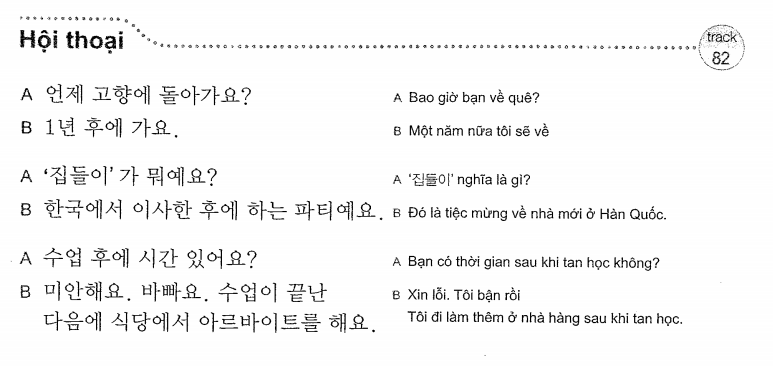 Hội thoại
track
82
A 언제 고향에 돌아가요?
A Bao giờ bạn về quê?
B 1년 후에 가요.
B Một năm nữa tôi sẽ về
A ‘집들이’ 가 뭐예요?
A ‘집들이’ nghĩa là gì?
B 한국에서 이사한 후에 하는 파티예요.
B Đó là tiệc mừng về nhà mới ở Hàn Quốc.
A 수업 후에 시간 있어요?
A Bạn có thời gian sau khi tan học không?
B 미안해요. 바빠요. 수업이 끝난
다음에 식당에서 아르바이트를 해요.
B Xin lỗi. Tôi bận rồi
Tôi đi làm thêm ở nhà hàng sau khi tan học.